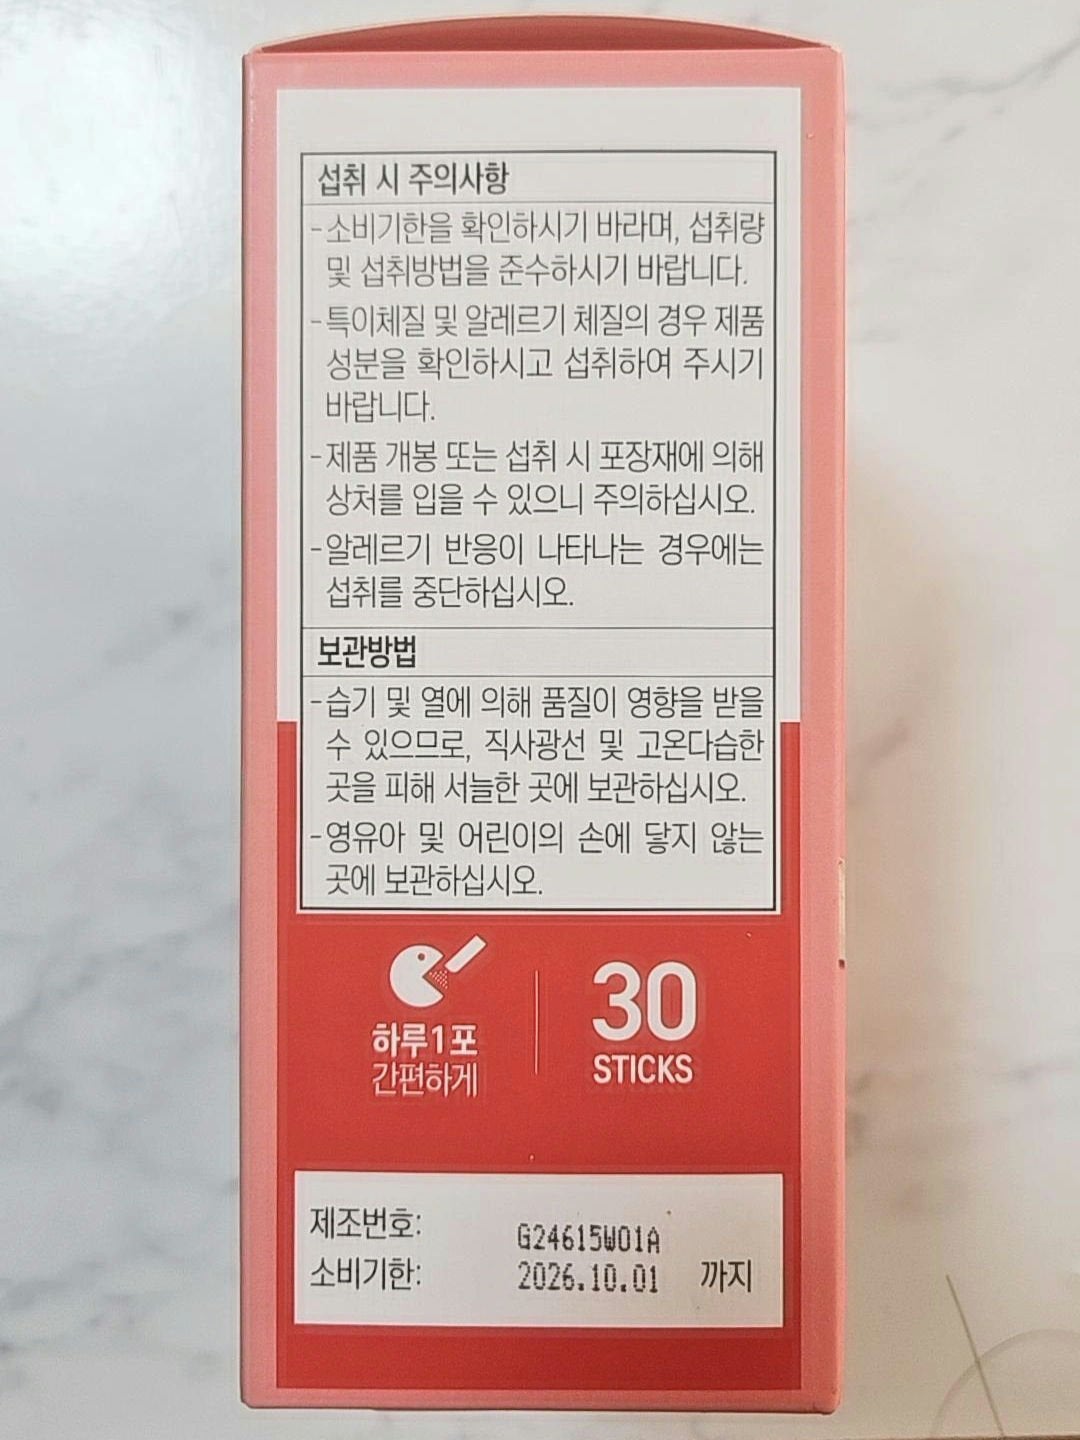 섭취 시 주의사항
-소비기한을 확인하시기 바라며, 섭취량
및 섭취방법을 준수하시기 바랍니다.
-특이체질 및 알레르기 체질의 경우 제품
성분을 확인하시고 섭취하여 주시기
바랍니다.
-제품 개봉 또는 섭취 시 포장재에 의해
상처를 입을 수 있으니 주의하십시오.
-알레르기 반응이 나타나는 경우에는
섭취를 중단하십시오.
보관방법
-습기 및 열에 의해 품질이 영향을 받을
수 있으므로, 직사광선 및 고온다습한
곳을 피해 서늘한 곳에 보관하십시오.
-영유아 및 어린이의 손에 닿지 않는
곳에 보관하십시오.
하루1포
간편하게
30
STICKS
제조번호: G24615W01A
소비기한: 2026.10.01 까지